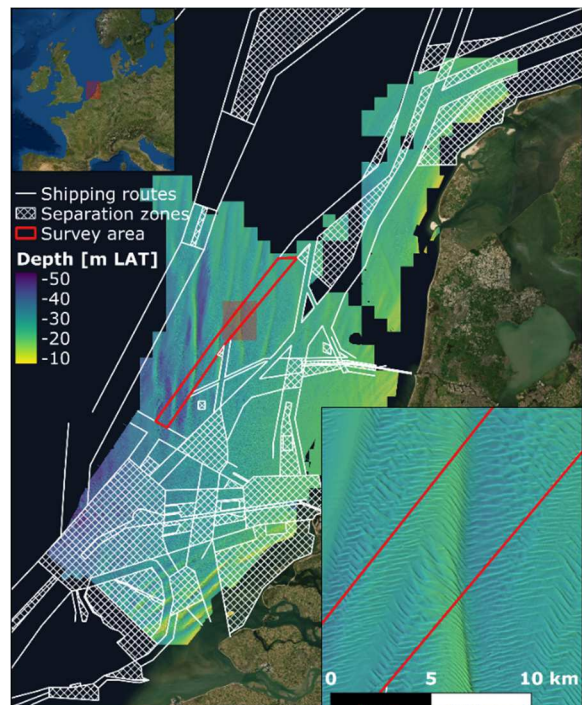 Shipping routes
Separation zones
Survey area
Depth [m LAT]
-50
-40
-30
-20
-10
0 5 10 km